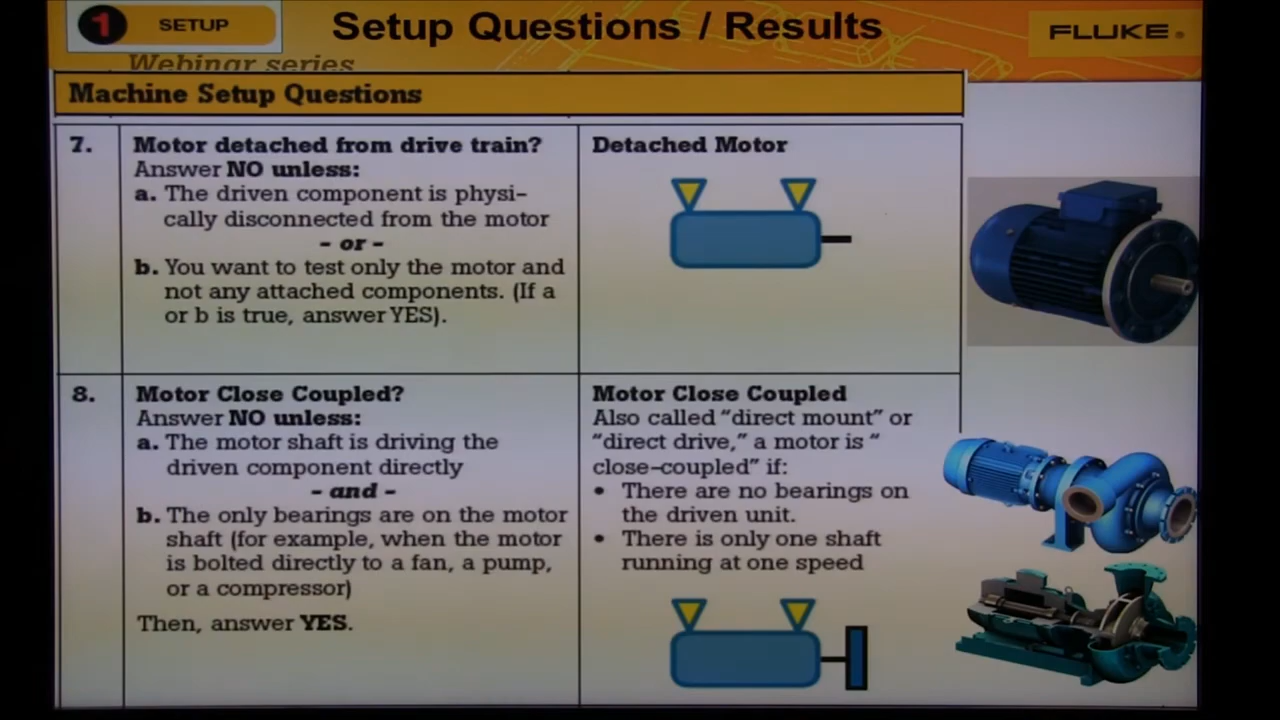 1 SETUP
Setup Questions / Results
FLUKE®
Webinar series
Machine Setup Questions
7.
Motor detached from drive train?
Answer NO unless:
a. The driven component is physi–
cally disconnected from the motor
– or –
b. You want to test only the motor and
not any attached components. (If a
or b is true, answer YES).
Detached Motor
8.
Motor Close Coupled?
Answer NO unless:
a. The motor shaft is driving the
driven component directly
– and –
b. The only bearings are on the motor
shaft (for example, when the motor
is bolted directly to a fan, a pump,
or a compressor)
Then, answer YES.
Motor Close Coupled
Also called “direct mount” or
“direct drive,” a motor is “
close–coupled” if:
• There are no bearings on
the driven unit.
• There is only one shaft
running at one speed